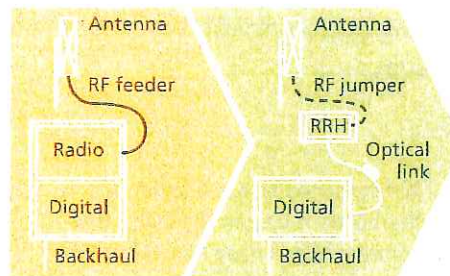 Antenna
RF feeder
Radio
Digital
Backhaul
Antenna
RF jumper
RRH
Optical
link
Digital
Backhaul